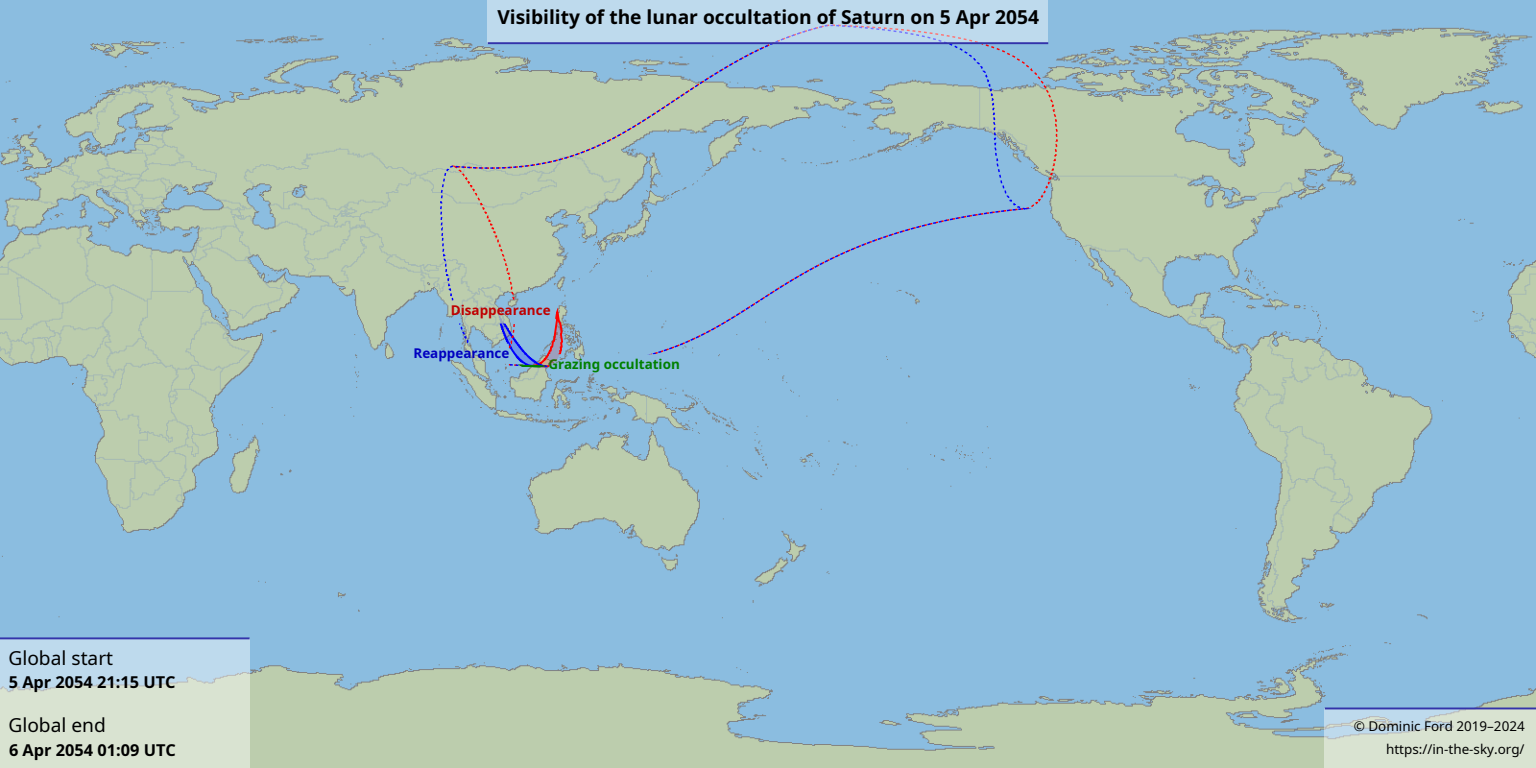 Visibility of the lunar occultation of Saturn on 5 Apr 2054
Disappearance
Reappearance
Grazing occultation
Global start
5 Apr 2054 21:15 UTC
Global end
6 Apr 2054 01:09 UTC
© Dominic Ford 2019–2024
https://in-the-sky.org/